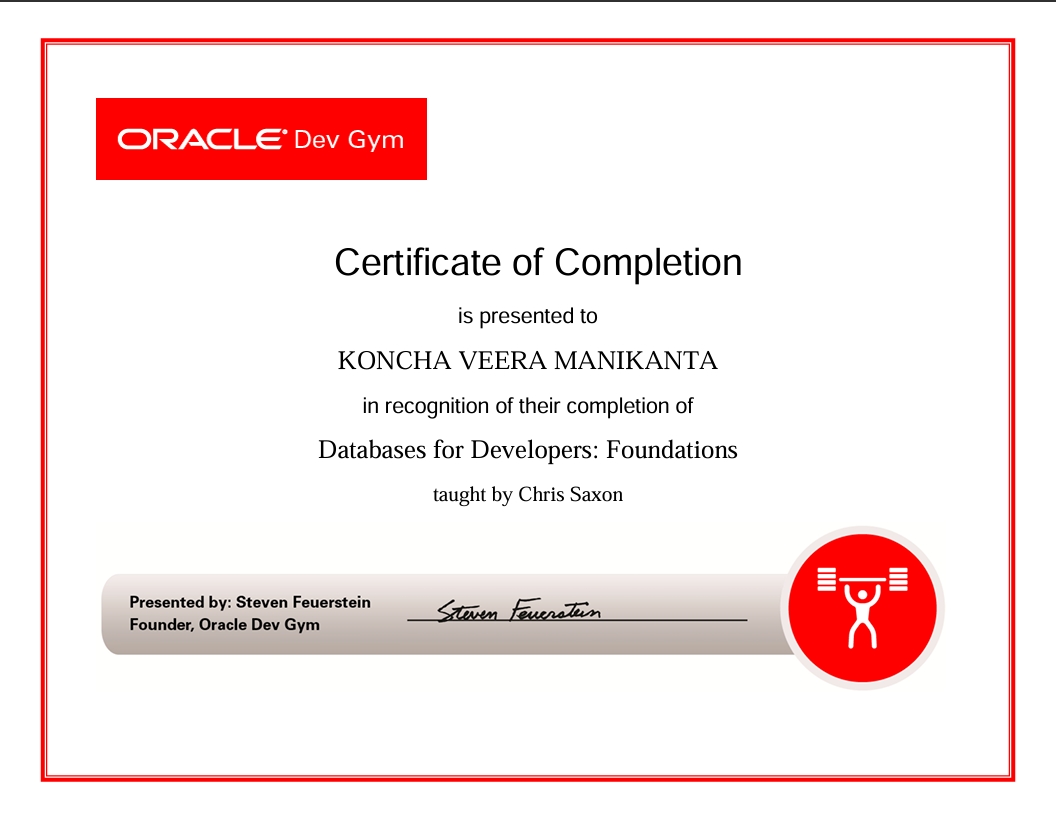 ORACLE Dev Gym
Certificate of Completion
is presented to
KONCHA VEERA MANIKANTA
in recognition of their completion of
Databases for Developers: Foundations
taught by Chris Saxon
Presented by: Steven Feuerstein
Founder, Oracle Dev Gym
Steven Feuerstein